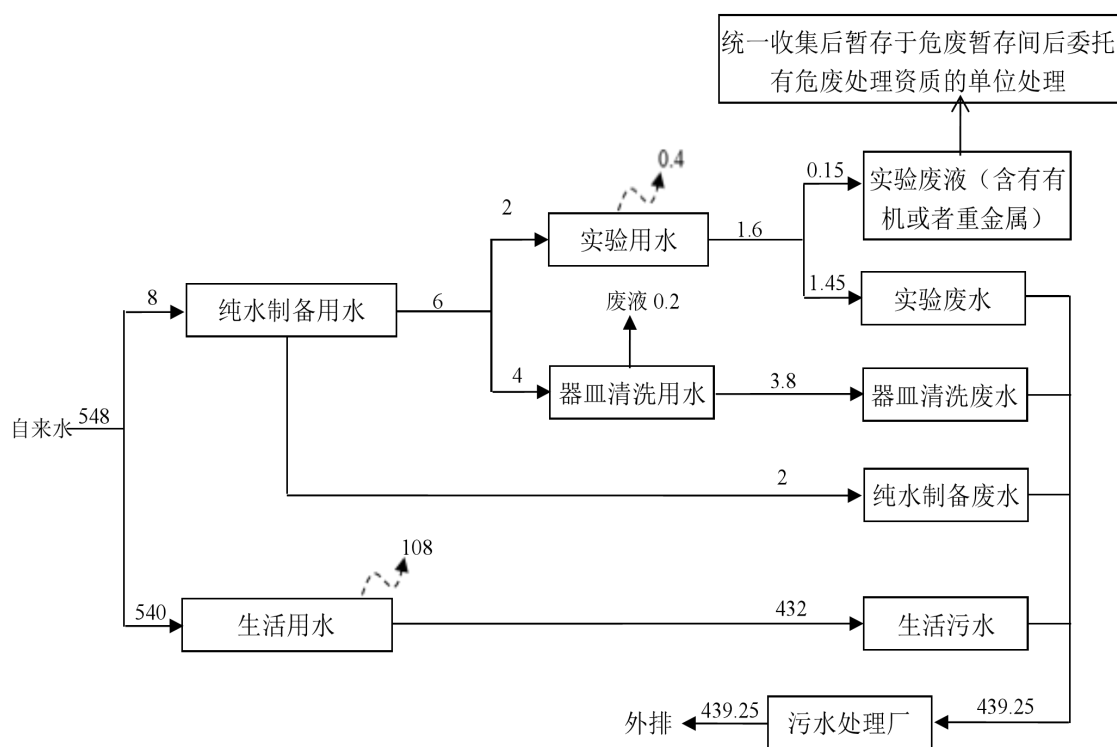 统一收集后暂存于危废暂存间后委托
有危废处理资质的单位处理
0.4
0.15
实验废液（含有有
机或者重金属）
2
实验用水
1.6
1.45
实验废水
8
纯水制备用水
6
废液 0.2
4
器皿清洗用水
3.8
器皿清洗废水
自来水
548
2
纯水制备废水
108
540
生活用水
432
生活污水
外排
439.25
污水处理厂
439.25